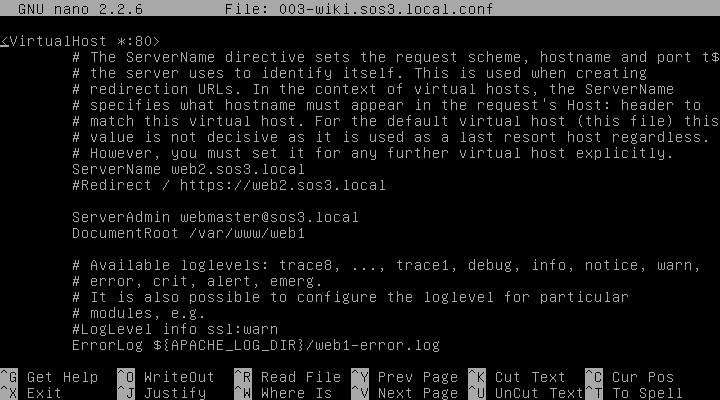 GNU nano 2.2.6 File: 003-wiki.sos3.local.conf
<VirtualHost *:80>
# The ServerName directive sets the request scheme, hostname and port t$
# the server uses to identify itself. This is used when creating
# redirection URLs. In the context of virtual hosts, the ServerName
# specifies what hostname must appear in the request's Host: header to
# match this virtual host. For the default virtual host (this file) this
# value is not decisive as it is used as a last resort host regardless.
# However, you must set it for any further virtual host explicitly.
ServerName web2.sos3.local
#Redirect / https://web2.sos3.local
ServerAdmin webmaster@sos3.local
DocumentRoot /var/www/web1
# Available loglevels: trace8, ..., trace1, debug, info, notice, warn,
# error, crit, alert, emerg.
# It is also possible to configure the loglevel for particular
# modules, e.g.
#LogLevel info ssl:warn
ErrorLog ${APACHE_LOG_DIR}/web1-error.log
^G Get Help ^O WriteOut ^R Read File ^Y Prev Page ^K Cut Text ^C Cur Pos
^X Exit ^J Justify ^W Where Is ^V Next Page ^U UnCut Text ^T To Spell